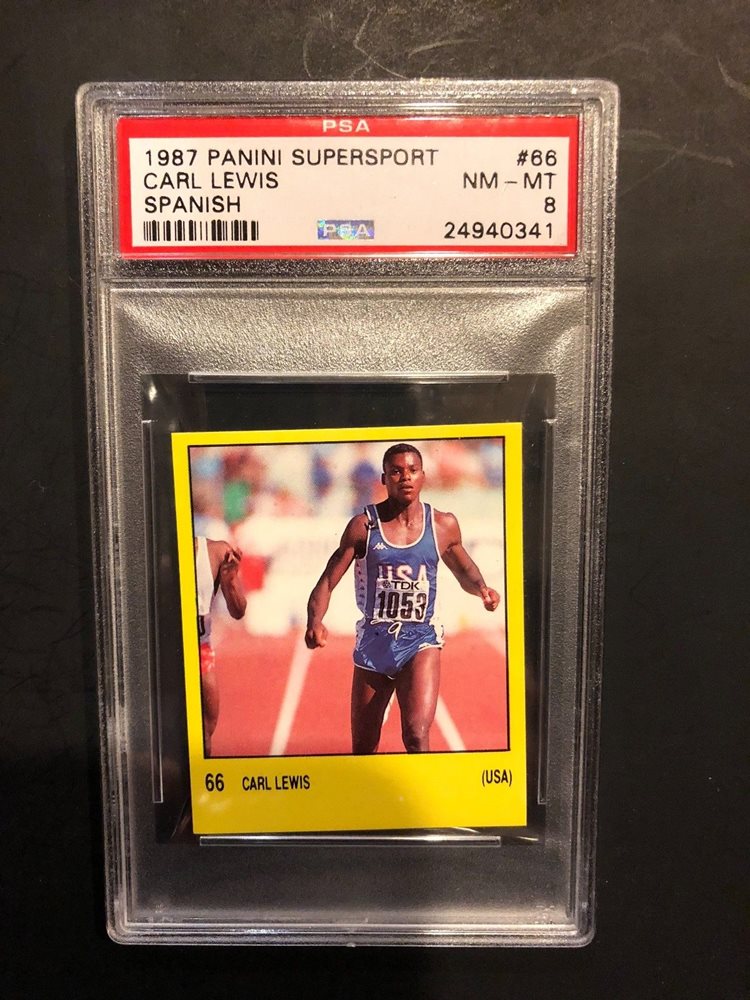 PSA
1987 PANINI SUPERSPORT #66
CARL LEWIS NM - MT
SPANISH 8
PSA 24940341
USA
TDK
1053
9
66 CARL LEWIS (USA)